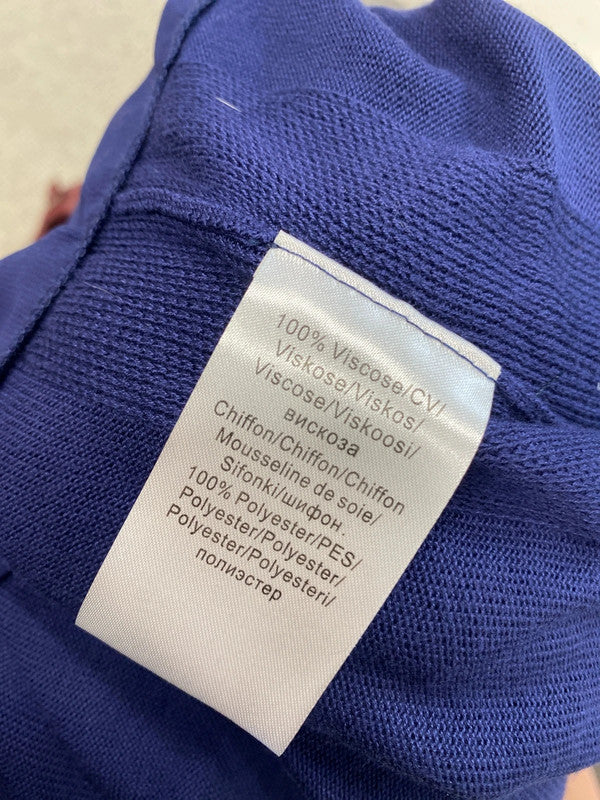 100% Viscose/CV/
Viskose/Viskos/
Viscose/Viskoosi/
вискоза
Chiffon/Chiffon/Chiffon
Mousseline de soie/
Sifonki/шифон.
100% Polyester/PES/
Polyester/Polyester/
Polyester/Polyesteri/
полиэстер